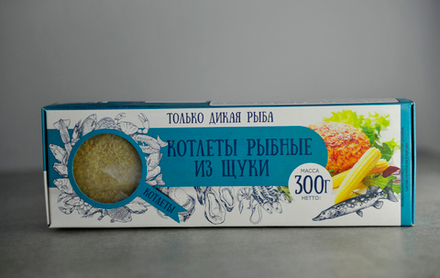 ТОЛЬКО ДИКАЯ РЫБА
КОТЛЕТЫ РЫБНЫЕ
ИЗ ЩУКИ
КОТЛЕТЫ
МАССА
300г
НЕТТО: